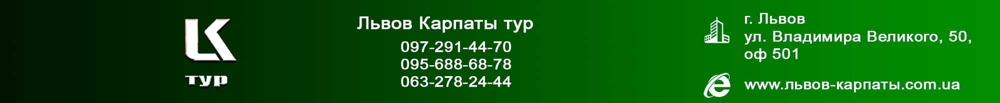 LK
тур
Львов Карпаты тур
097-291-44-70
095-688-68-78
063-278-24-44
г. Львов
ул. Владимира Великого, 50,
оф 501
www.львов-карпаты.com.ua